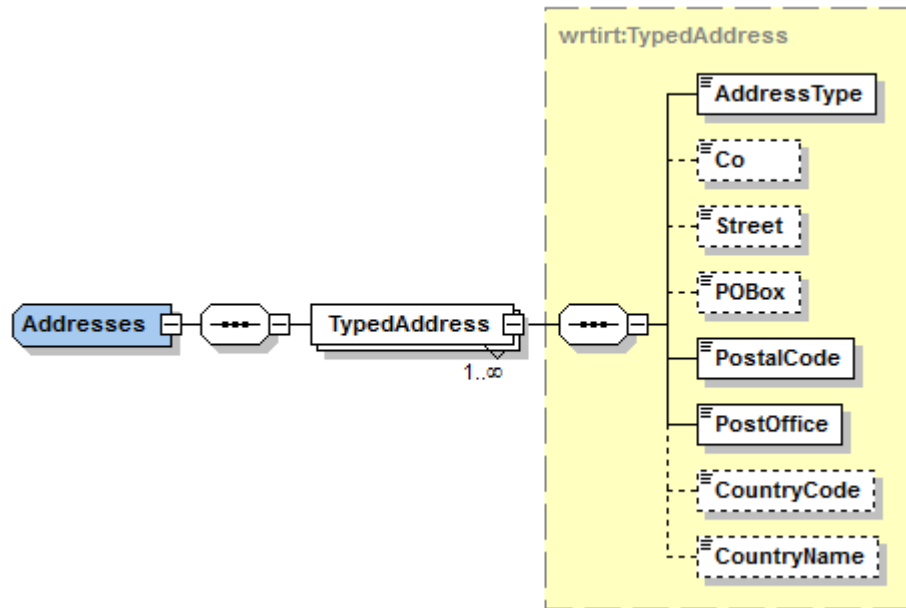 wrtirt:TypedAddress
AddressType
Co
Street
POBox
Addresses
TypedAddress
1..∞
PostalCode
PostOffice
CountryCode
CountryName